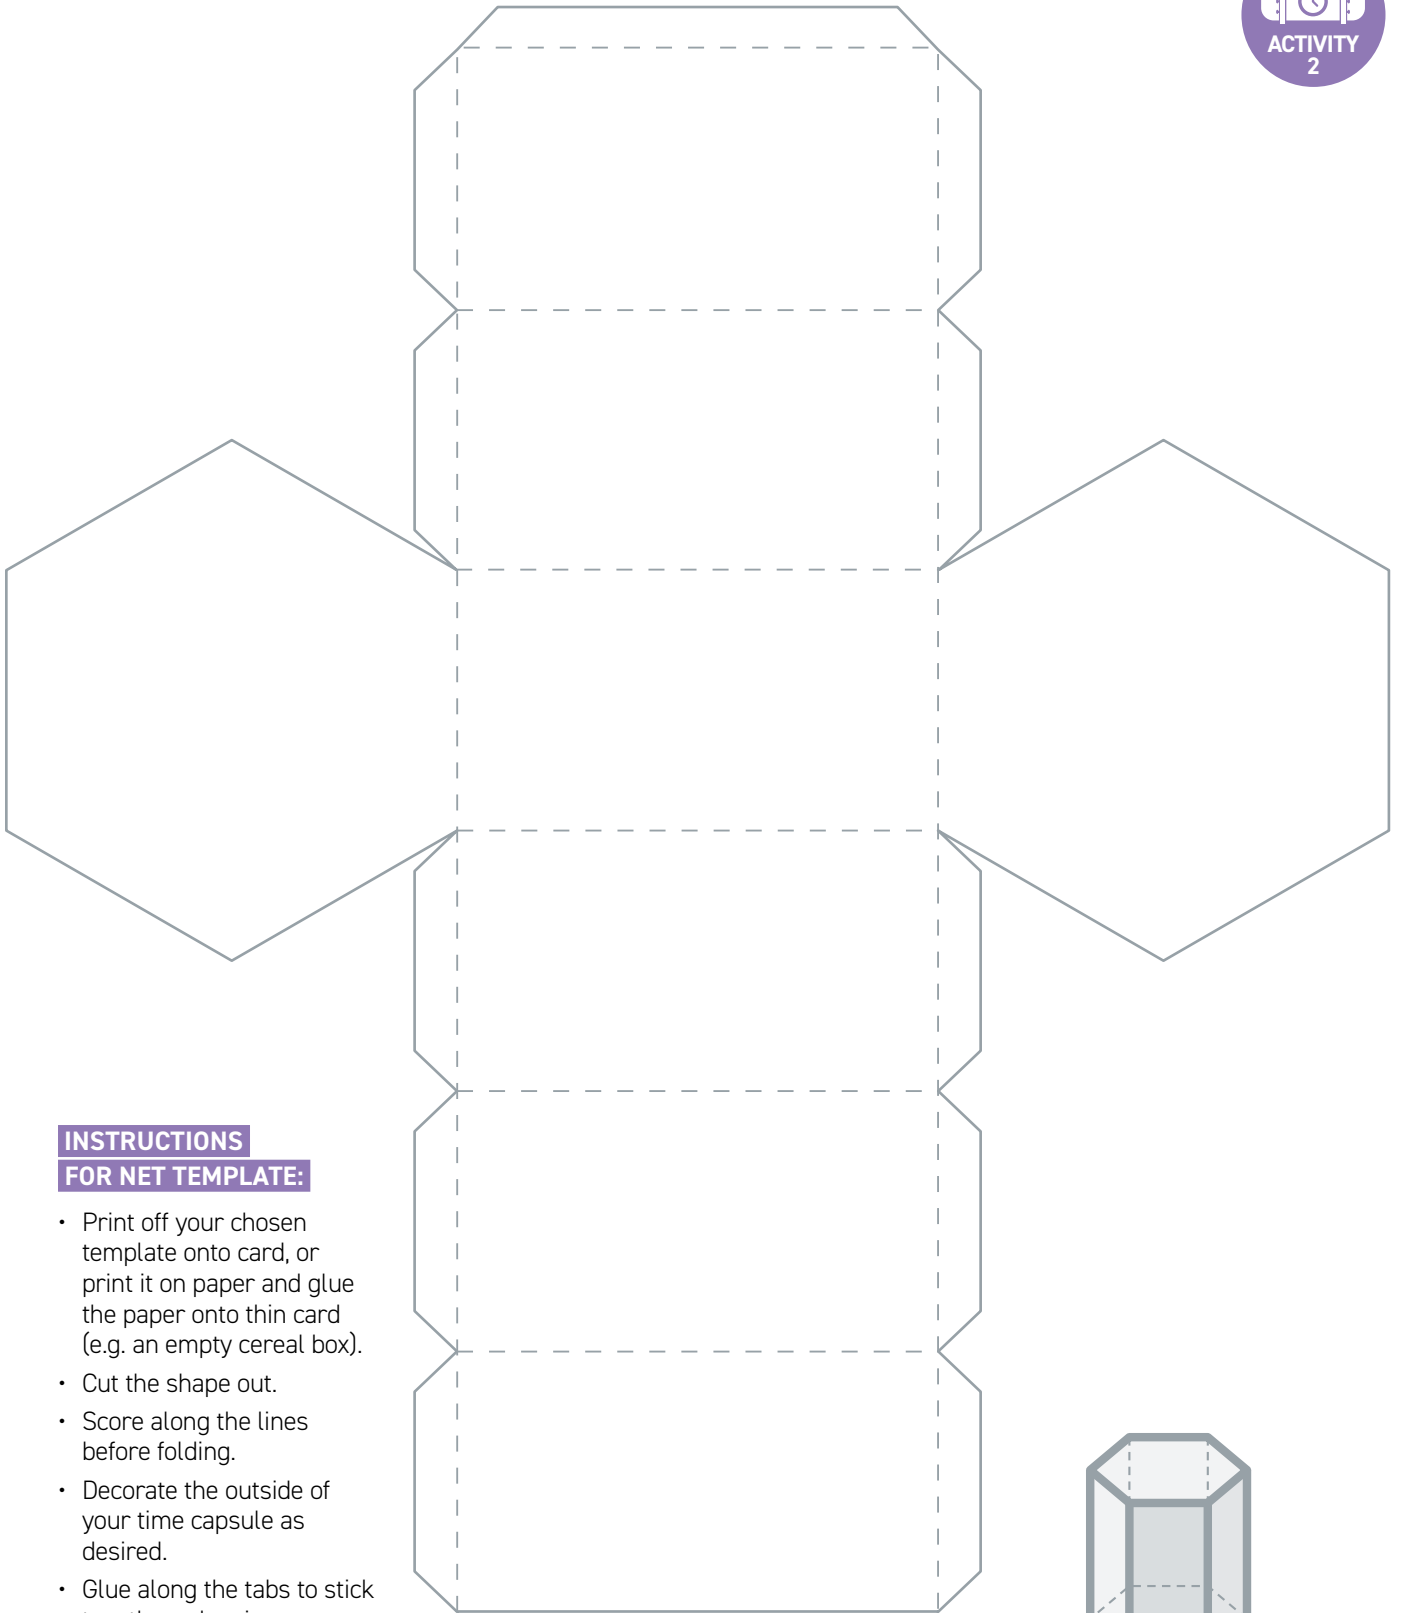 ACTIVITY
2
INSTRUCTIONS
FOR NET TEMPLATE:
• Print off your chosen
template onto card, or
print it on paper and glue
the paper onto thin card
(e.g. an empty cereal box).
• Cut the shape out.
• Score along the lines
before folding.
• Decorate the outside of
your time capsule as
desired.
• Glue along the tabs to stick